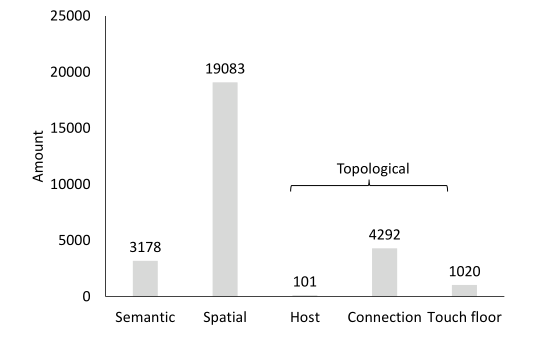 25000
20000
15000
10000
5000
0
Amount
3178
19083
101
4292
1020
Topological
Semantic
Spatial
Host
Connection
Touch floor